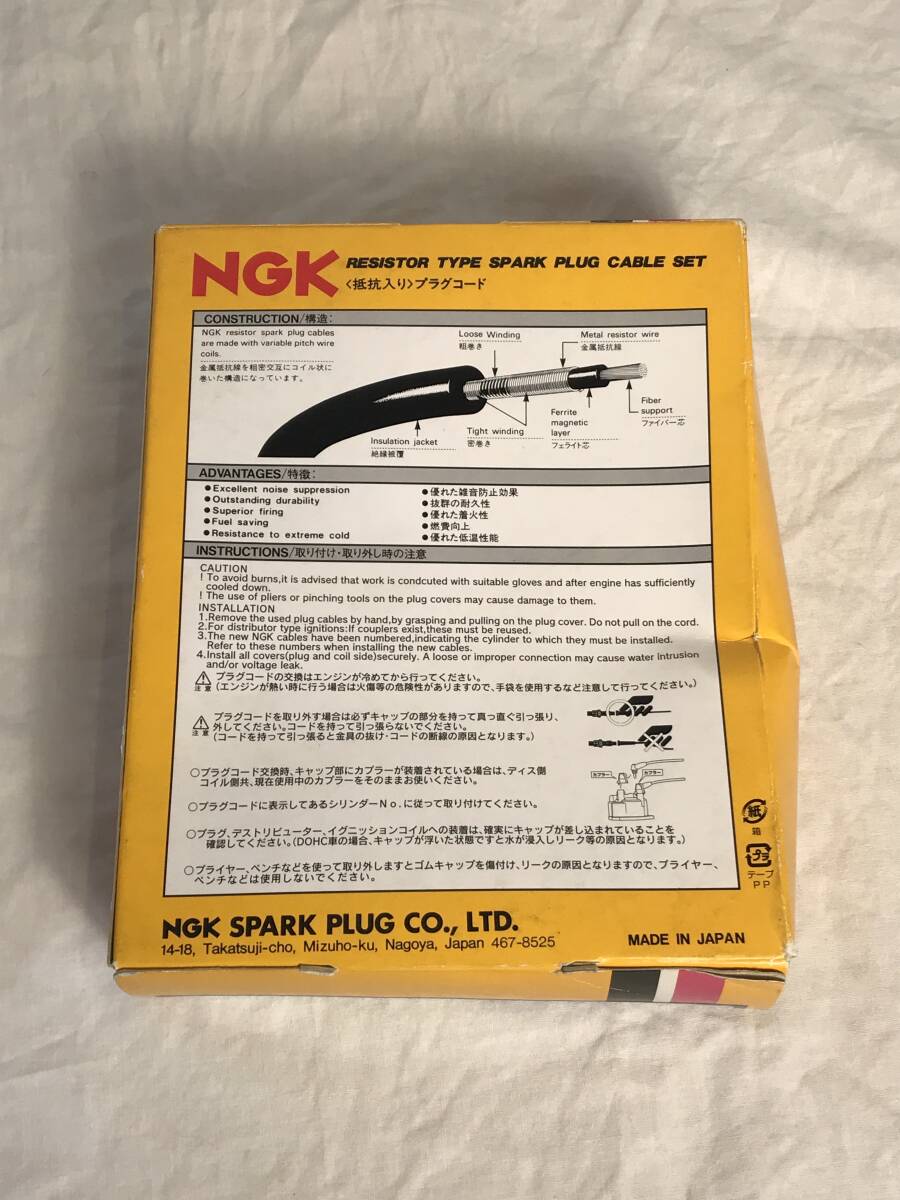 NGK RESISTOR TYPE SPARK PLUG CABLE SET
〈抵抗入り〉プラグコード
CONSTRUCTION/構造:
NGK resistor spark plug cables
are made with variable pitch wire
coils.
金属抵抗線を粗密交互にコイル状に
巻いた構造になっています。
Loose Winding
粗巻き
Metal resistor wire
金属抵抗線
Insulation jacket
絶縁被覆
Tight winding
密巻き
Ferrite
magnetic
layer
フェライト芯
Fiber
support
ファイバー芯
ADVANTAGES/特徴:
●Excellent noise suppression
●Outstanding durability
●Superior firing
●Fuel saving
●Resistance to extreme cold
●優れた雑音防止効果
●抜群の耐久性
●優れた着火性
●燃費向上
●優れた低温性能
INSTRUCTIONS/取り付け・取り外し時の注意
CAUTION
! To avoid burns,it is advised that work is condcuted with suitable gloves and after engine has sufficiently
cooled down.
! The use of pliers or pinching tools on the plug covers may cause damage to them.
INSTALLATION
1.Remove the used plug cables by hand,by grasping and pulling on the plug cover. Do not pull on the cord.
2.For distributor type ignitions:If couplers exist,these must be reused.
3.The new NGK cables have been numbered,indicating the cylinder to which they must be installed.
Refer to these numbers when installing the new cables.
4.Install all covers(plug and coil side)securely. A loose or improper connection may cause water intrusion
and/or voltage leak.
注意 プラグコードの交換はエンジンが冷めてから行ってください。
(エンジンが熱い時に行う場合は火傷等の危険性がありますので、手袋を使用するなど注意して行ってください。)
注意 プラグコードを取り外す場合は必ずキャップの部分を持って真っ直ぐ引っ張り、
外してください。コードを持って引っ張らないでください。
(コードを持って引っ張ると金具の抜け・コードの断線の原因となります。)
○プラグコード交換時、キャップ部にカプラーが装着されている場合は、ディス側
コイル側共、現在使用中のカプラーをそのままお使いください。
カプラー
カプラー
○プラグコードに表示してあるシリンダーNo.に従って取り付けてください。
○プラグ、デストリビューター、イグニッションコイルへの装着は、確実にキャップが差し込まれていることを
確認してください。(DOHC車の場合、キャップが浮いた状態ですと水が浸入しリーク等の原因となります。)
○プライヤー、ペンチなどを使って取り外しますとゴムキャップを傷付け、リークの原因となりますので、プライヤー、
ペンチなどは使用しないでください。
紙
箱
プラ
テープ
PP
NGK SPARK PLUG CO., LTD.
14-18, Takatsuji-cho, Mizuho-ku, Nagoya, Japan 467-8525
MADE IN JAPAN